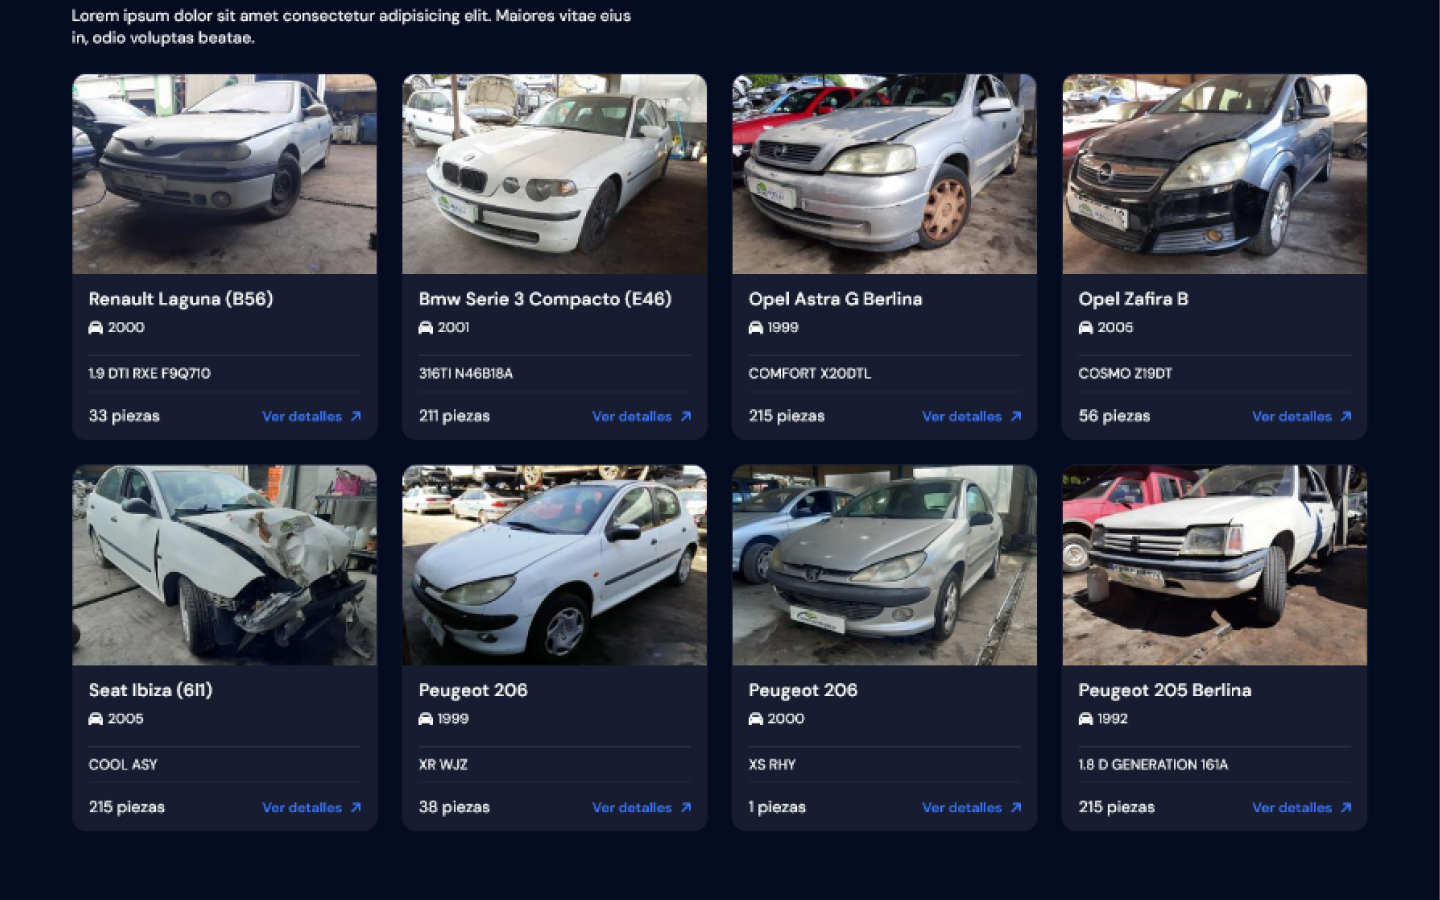 Lorem ipsum dolor sit amet consectetur adipisicing elit. Maiores vitae eius
in, odio voluptas beatae.
Renault Laguna (B56)
2000
1.9 DTI RXE F9Q710
33 piezas
Ver detalles
Bmw Serie 3 Compacto (E46)
2001
316TI N46B18A
211 piezas
Ver detalles
Opel Astra G Berlina
1999
COMFORT X20DTL
215 piezas
Ver detalles
Opel Zafira B
2005
COSMO Z19DT
56 piezas
Ver detalles
Seat Ibiza (6l1)
2005
COOL ASY
215 piezas
Ver detalles
Peugeot 206
1999
XR WJZ
38 piezas
Ver detalles
Peugeot 206
2000
XS RHY
1 piezas
Ver detalles
Peugeot 205 Berlina
1992
1.8 D GENERATION 161A
215 piezas
Ver detalles